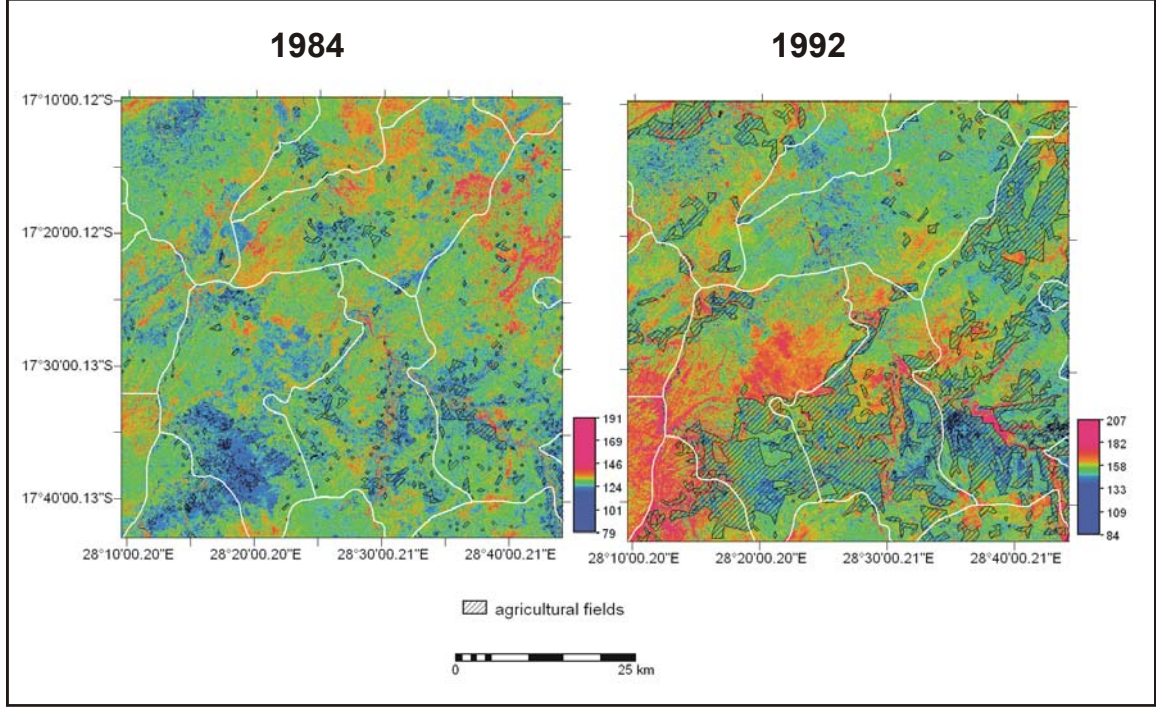 1984
1992
17°10'00.12"S
17°20'00.12"S
17°30'00.13"S
17°40'00.13"S
28°10'00.20"E
28°20'00.20"E
28°30'00.21"E
28°40'00.21"E
191
169
146
124
101
79
28°10'00.20"E
28°20'00.20"E
28°30'00.21"E
28°40'00.21"E
207
182
158
133
109
84
agricultural fields
0
25 km